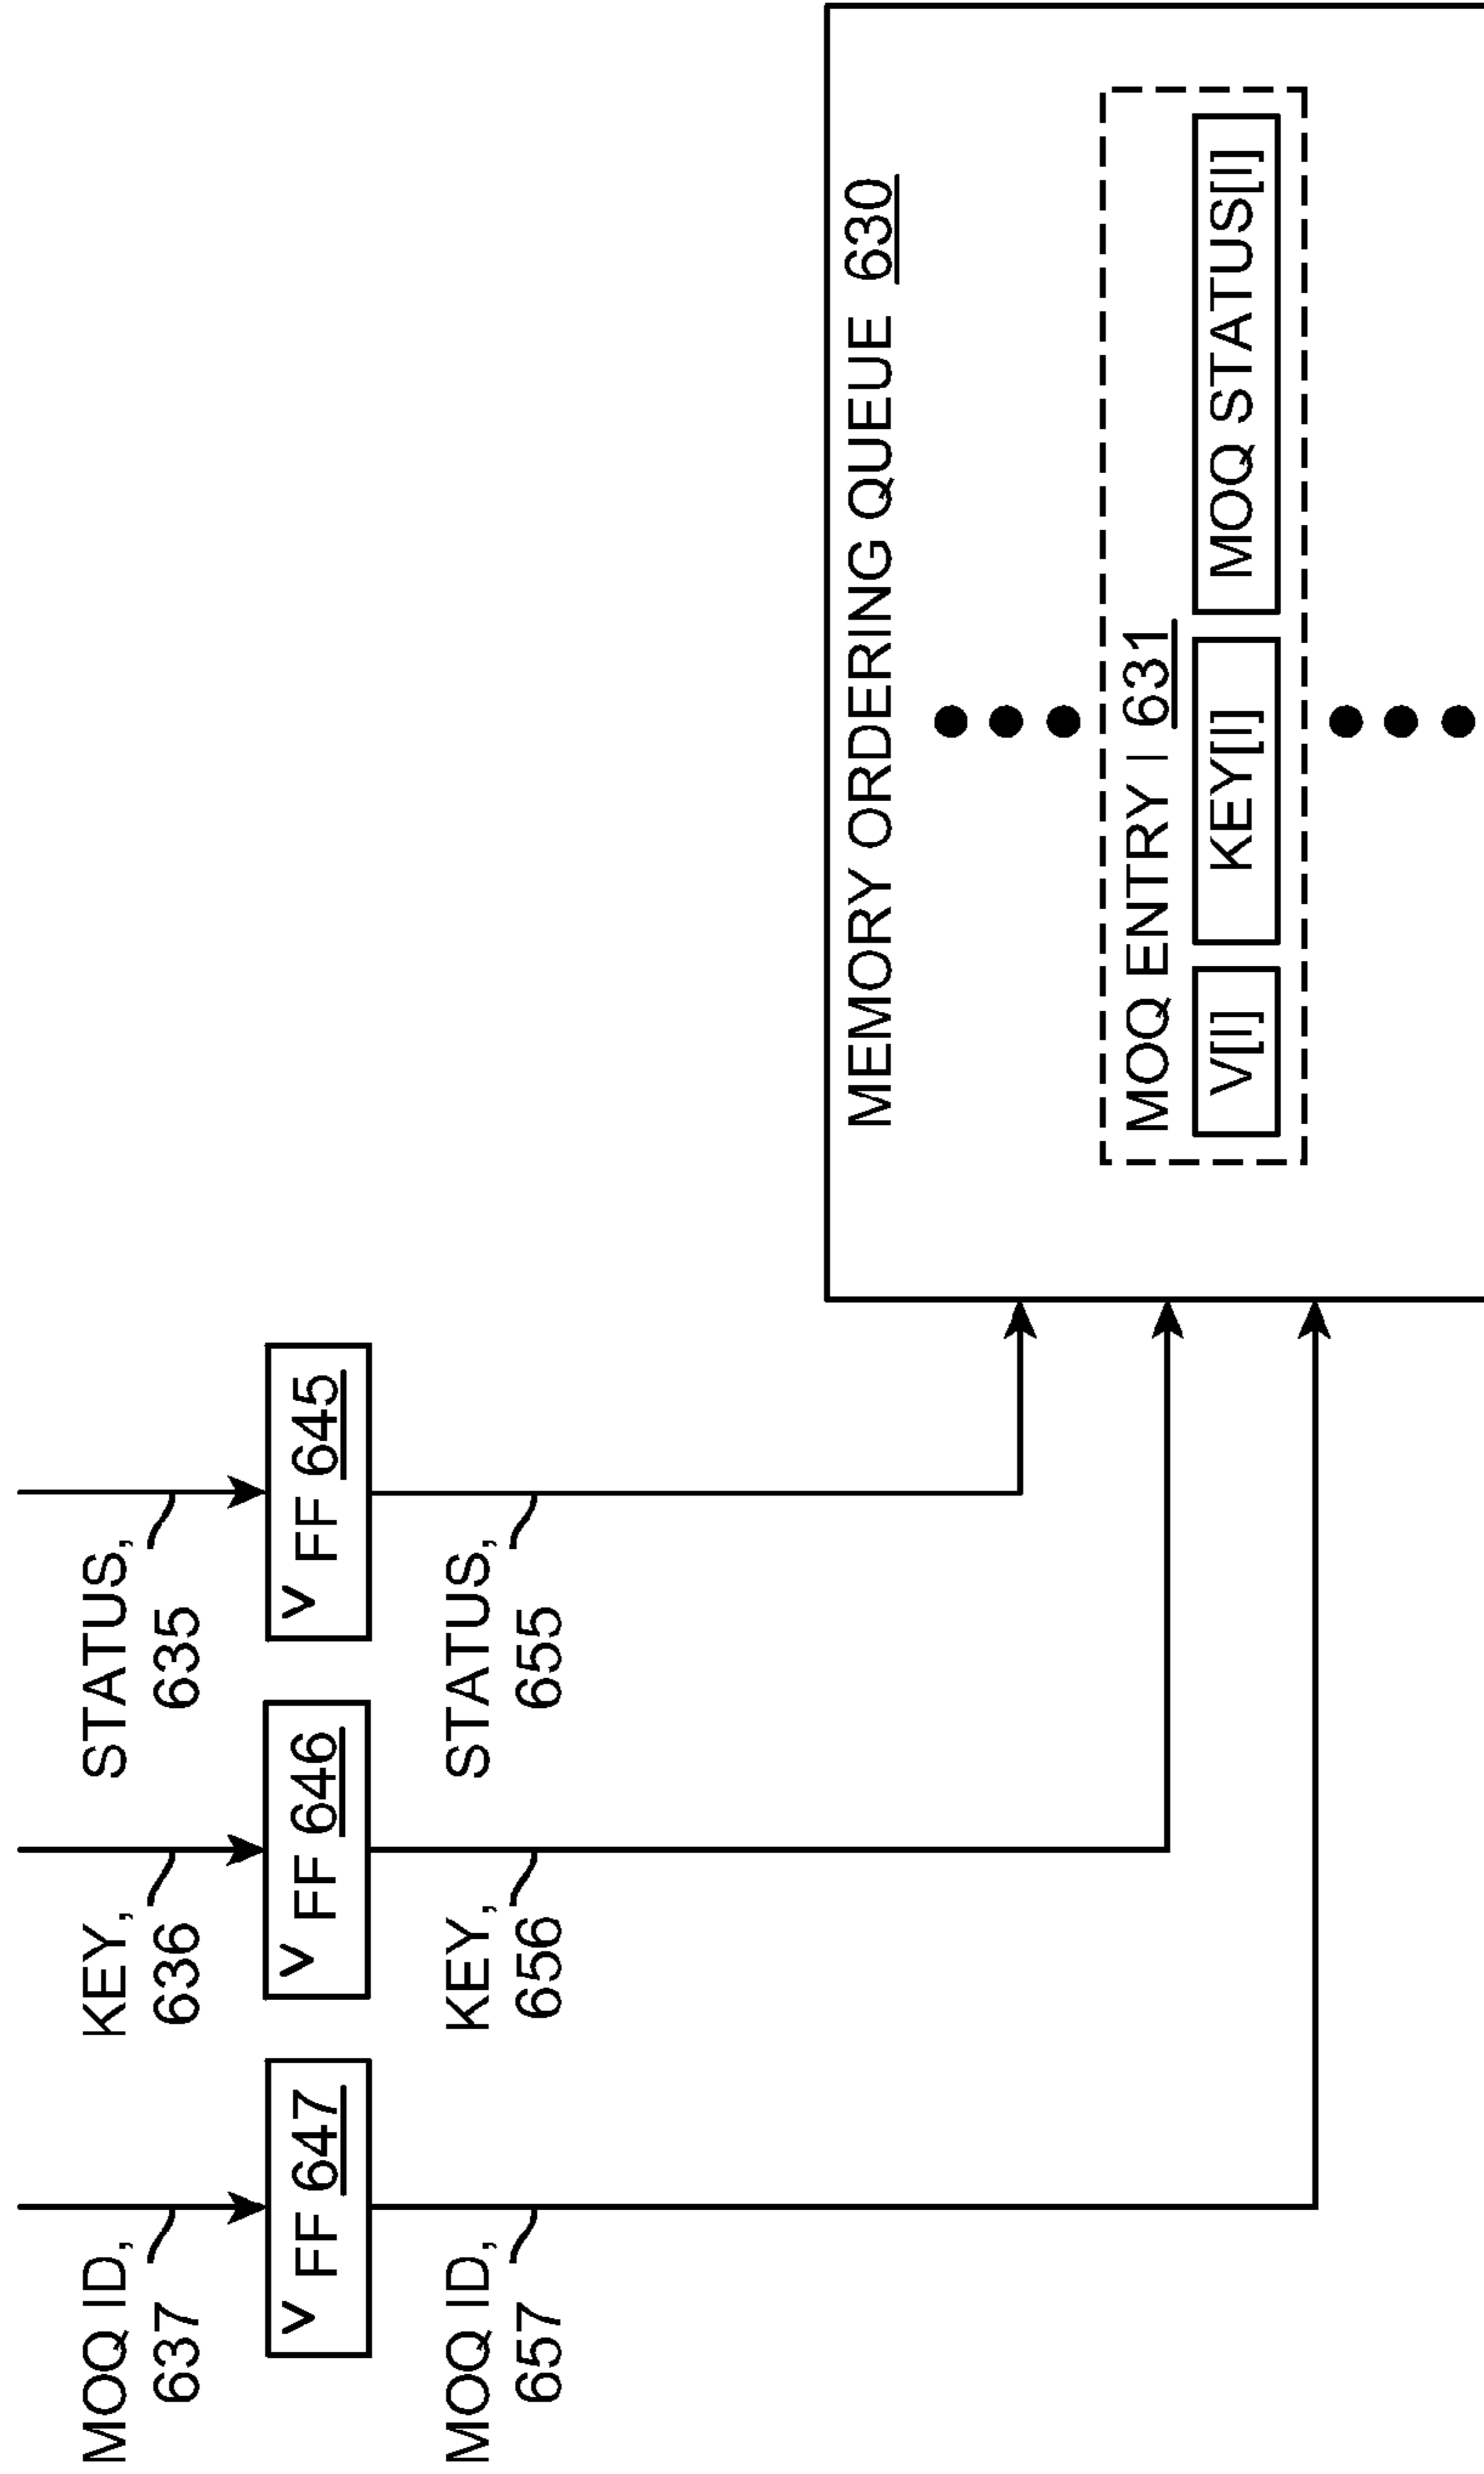 MOQ ID,
637
KEY,
636
STATUS,
635
FF 647
FF 646
FF 645
MOQ ID,
657
KEY,
656
STATUS,
655
MEMORY ORDERING QUEUE 630
MOQ ENTRY I 631
V[I]
KEY[I]
MOQ STATUS[I]